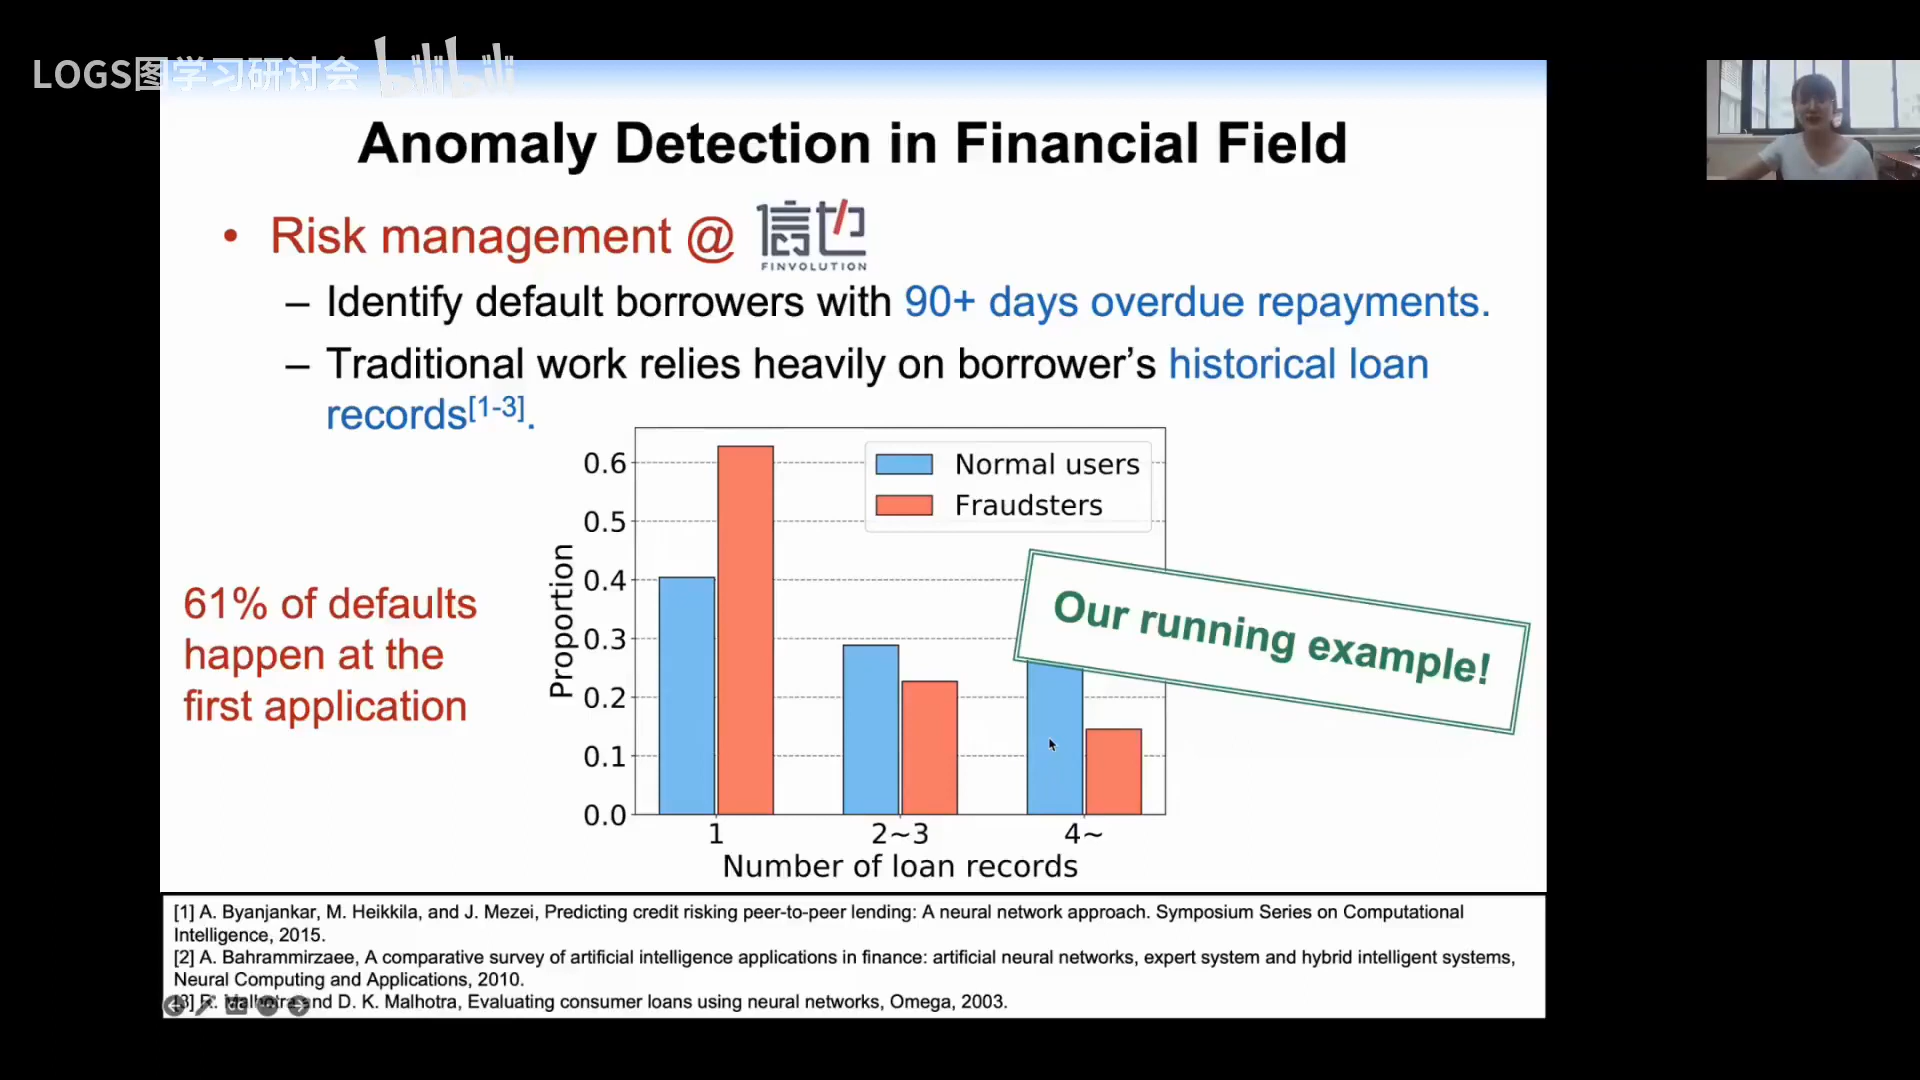 LOGS图学习研讨会 bilibili
Anomaly Detection in Financial Field
• Risk management @ 信也
FINVOLUTION
– Identify default borrowers with 90+ days overdue repayments.
– Traditional work relies heavily on borrower’s historical loan
records[1-3].
61% of defaults
happen at the
first application
Proportion
0.6
0.5
0.4
0.3
0.2
0.1
0.0
Normal users
Fraudsters
Our running example!
1 2~3 4~
Number of loan records
[1] A. Byanjankar, M. Heikkila, and J. Mezei, Predicting credit risking peer-to-peer lending: A neural network approach. Symposium Series on Computational
Intelligence, 2015.
[2] A. Bahrammirzaee, A comparative survey of artificial intelligence applications in finance: artificial neural networks, expert system and hybrid intelligent systems,
Neural Computing and Applications, 2010.
[3] R. Malhotra and D. K. Malhotra, Evaluating consumer loans using neural networks, Omega, 2003.